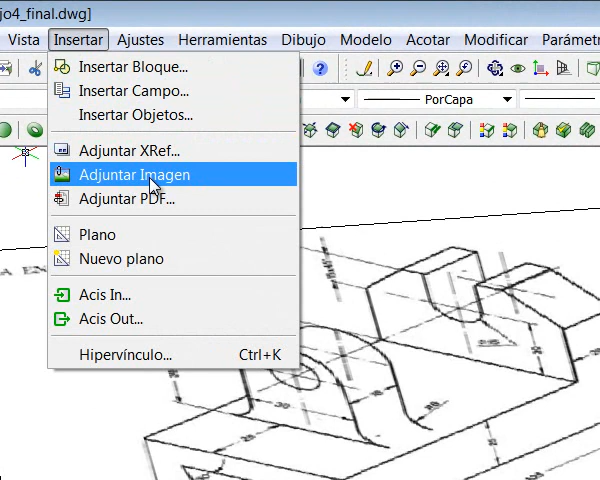 jo4_final.dwg]
Vista Insertar Ajustes Herramientas Dibujo Modelo Acotar Modificar Parámetr
Insertar Bloque...
Insertar Campo...
PorCapa
Insertar Objetos...
Adjuntar XRef...
Adjuntar Imagen
Adjuntar PDF...
Plano
Nuevo plano
Acis In...
Acis Out...
Hipervínculo... Ctrl+K